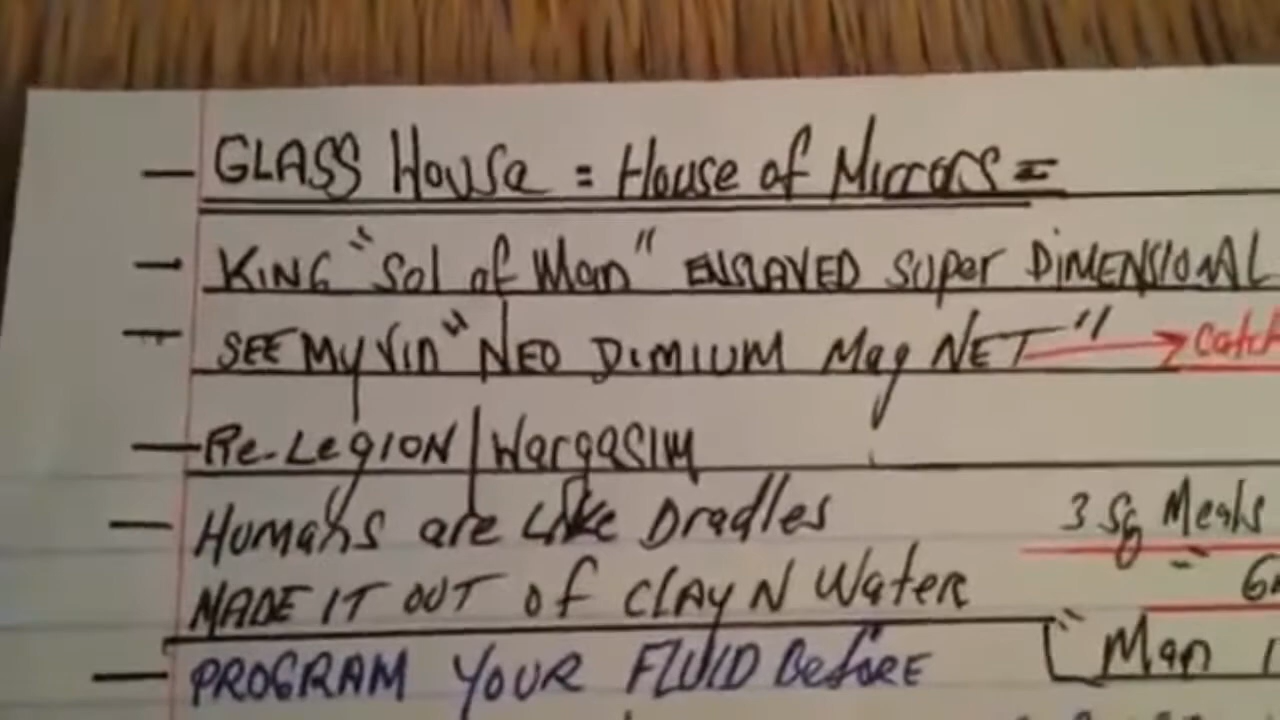 — GLASS House = House of Mirrors =
— KING "Sol of Man" ENSLAVED Super DIMENSIONAL
— SEE My Vin "NEO DiMIUM Mag NET" → Catch
— Re-LegION / Wargasim
— Humans are Like Dradles 3 Sq Meals
MADE IT OUT of CLAY N Water
— PROGRAM YOUR FLUID Before "Man